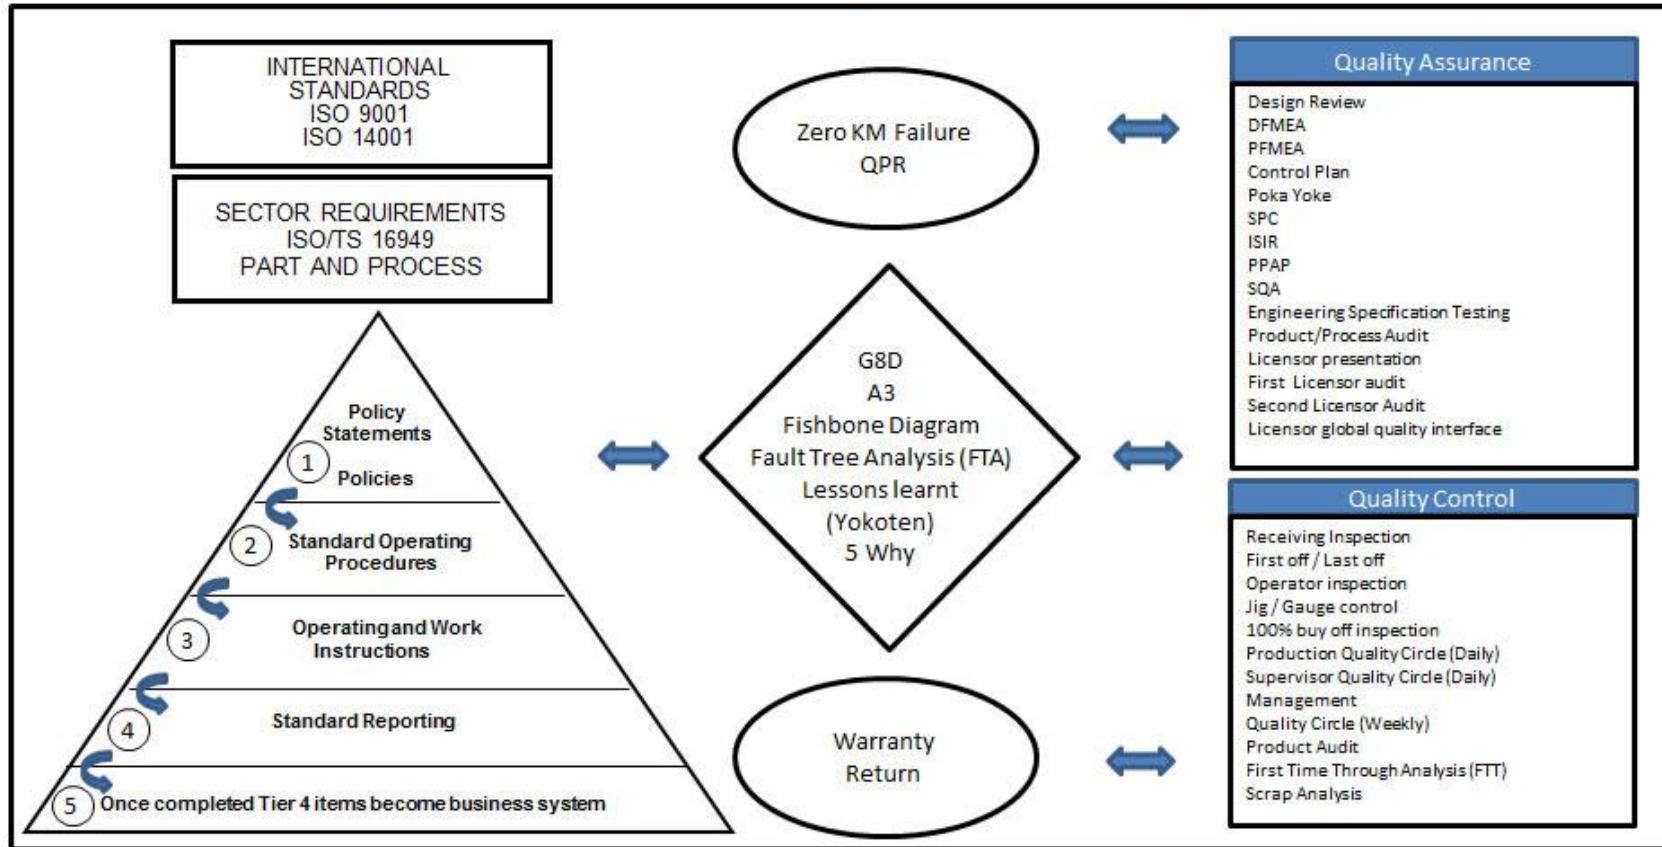 INTERNATIONAL
STANDARDS
ISO 9001
ISO 14001
SECTOR REQUIREMENTS
ISO/TS 16949
PART AND PROCESS
Policy
Statements
1
Policies
2
Standard Operating
Procedures
3
Operating and Work
Instructions
4
Standard Reporting
5
Once completed Tier 4 items become business system
Zero KM Failure
QPR
G8D
A3
Fishbone Diagram
Fault Tree Analysis (FTA)
Lessons learnt
(Yokoten)
5 Why
Warranty
Return
Quality Assurance
Design Review
DFMEA
PFMEA
Control Plan
Poka Yoke
SPC
ISIR
PPAP
SQA
Engineering Specification Testing
Product/Process Audit
Licensor presentation
First Licensor audit
Second Licensor Audit
Licensor global quality interface
Quality Control
Receiving Inspection
First off / Last off
Operator inspection
Jig / Gauge control
100% buy off inspection
Production Quality Circle (Daily)
Supervisor Quality Circle (Daily)
Management
Quality Circle (Weekly)
Product Audit
First Time Through Analysis (FTT)
Scrap Analysis